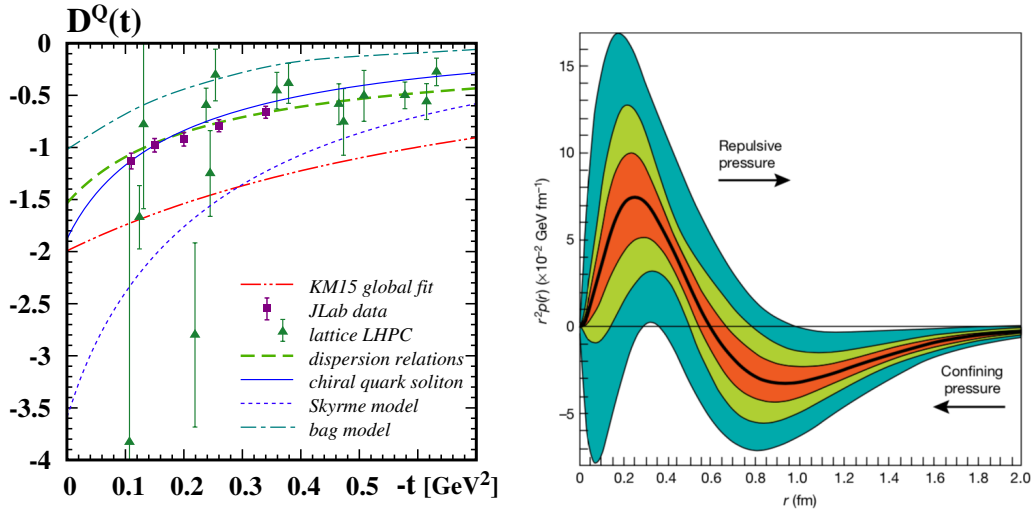 D^Q(t)
0
-0.5
-1
-1.5
-2
-2.5
-3
-3.5
-4
0 0.1 0.2 0.3 0.4 0.5 -t [GeV²]
KM15 global fit
JLab data
lattice LHPC
dispersion relations
chiral quark soliton
Skyrme model
bag model
r²p(r) (×10⁻² GeV fm⁻¹)
15
10
5
0
−5
0 0.2 0.4 0.6 0.8 1.0 1.2 1.4 1.6 1.8 2.0
r (fm)
Repulsive
pressure
Confining
pressure